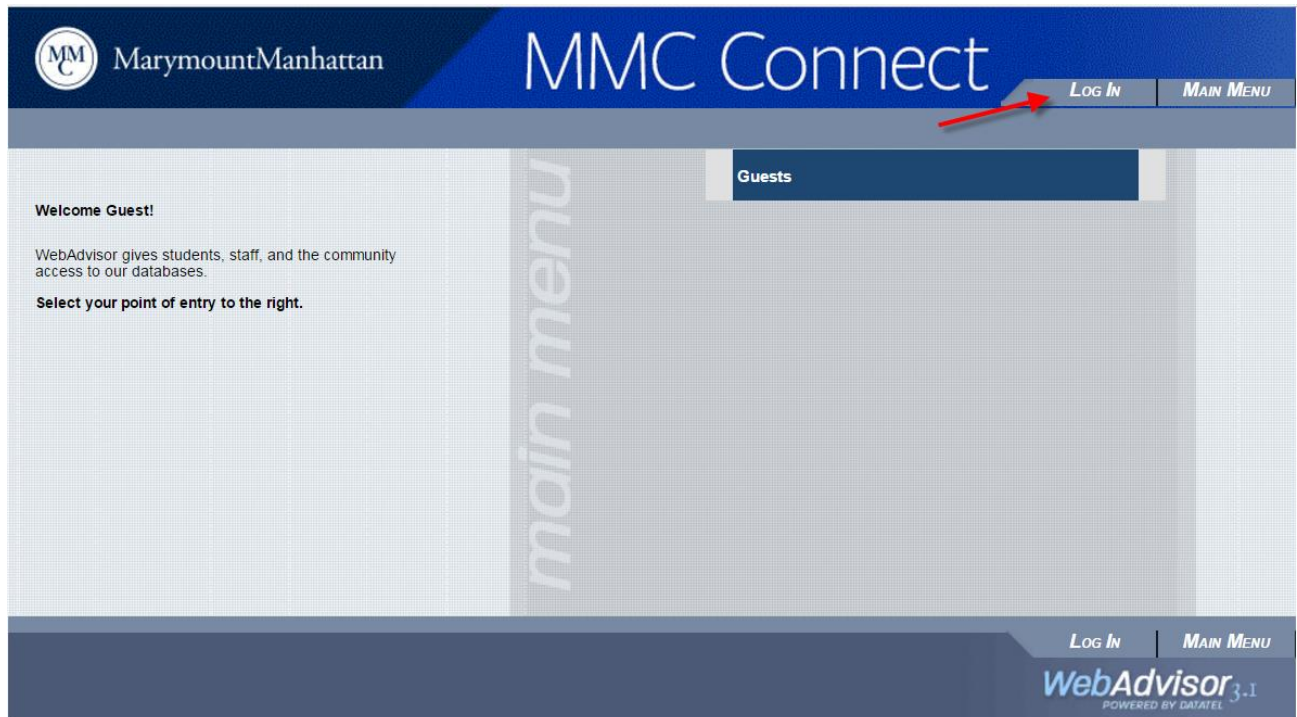 MMC
MarymountManhattan
MMC Connect
LOG IN
MAIN MENU
Guests
Welcome Guest!
WebAdvisor gives students, staff, and the community
access to our databases.
Select your point of entry to the right.
main menu
LOG IN
MAIN MENU
WebAdvisor 3.1
POWERED BY DATATEL